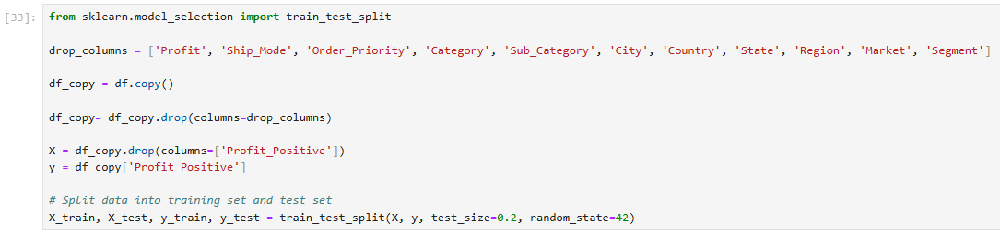 [33]: from sklearn.model_selection import train_test_split
drop_columns = ['Profit', 'Ship_Mode', 'Order_Priority', 'Category', 'Sub_Category', 'City', 'Country', 'State', 'Region', 'Market', 'Segment']
df_copy = df.copy()
df_copy= df_copy.drop(columns=drop_columns)
X = df_copy.drop(columns=['Profit_Positive'])
y = df_copy['Profit_Positive']
# Split data into training set and test set
X_train, X_test, y_train, y_test = train_test_split(X, y, test_size=0.2, random_state=42)